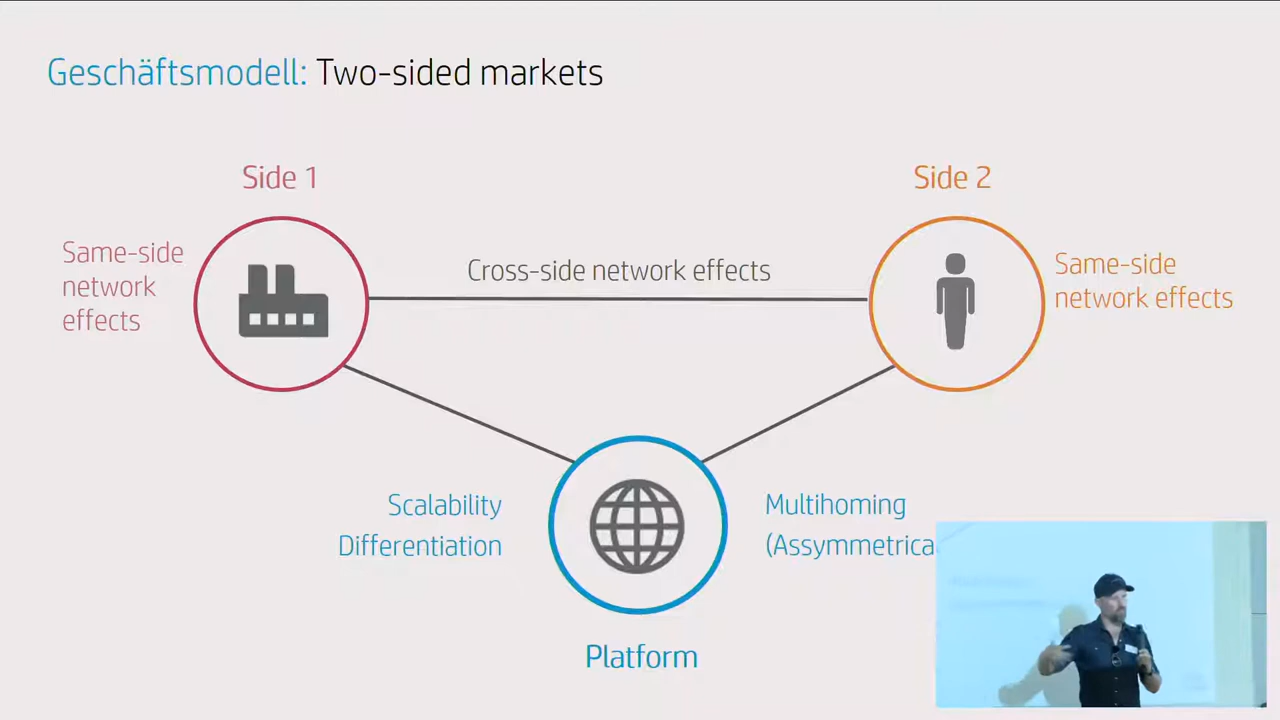 Geschäftsmodell: Two-sided markets
Side 1
Side 2
Same-side
network
effects
Cross-side network effects
Same-side
network effects
Scalability
Differentiation
Multihoming
(Assymmetrica
Platform